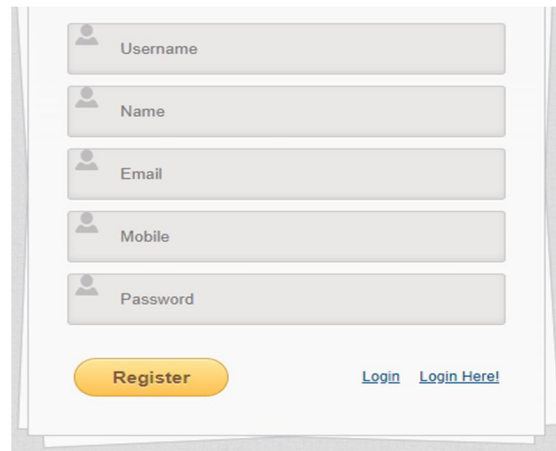 Username
Name
Email
Mobile
Password
Register Login Login Here!